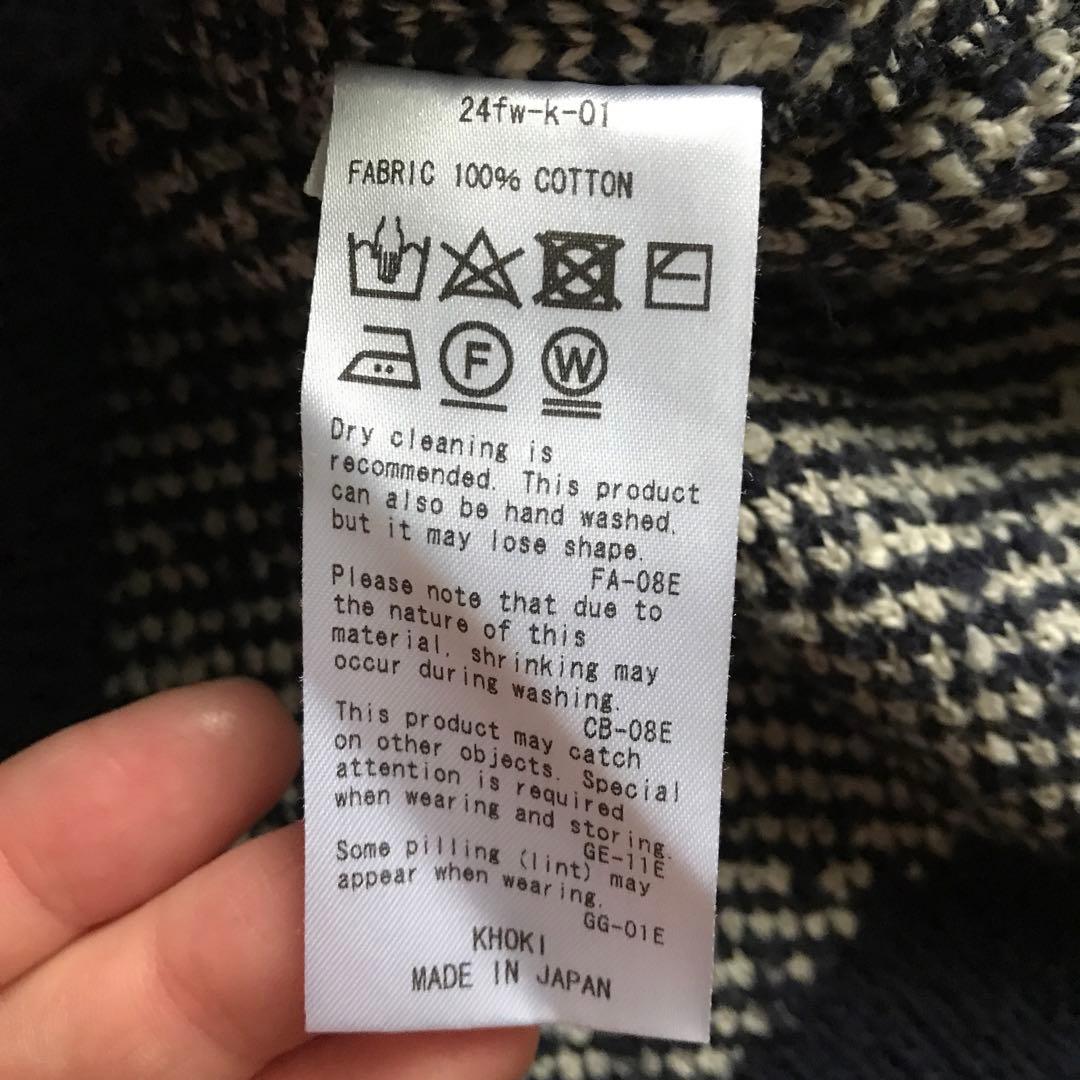 24fw-k-01
FABRIC 100% COTTON
F W
Dry cleaning is
recommended. This product
can also be hand washed,
but it may lose shape.
FA-08E
Please note that due to
the nature of this
material, shrinking may
occur during washing.
CB-08E
This product may catch
on other objects. Special
attention is required
when wearing and storing.
GE-11E
Some pilling (lint) may
appear when wearing.
GG-01E
KHOKI
MADE IN JAPAN